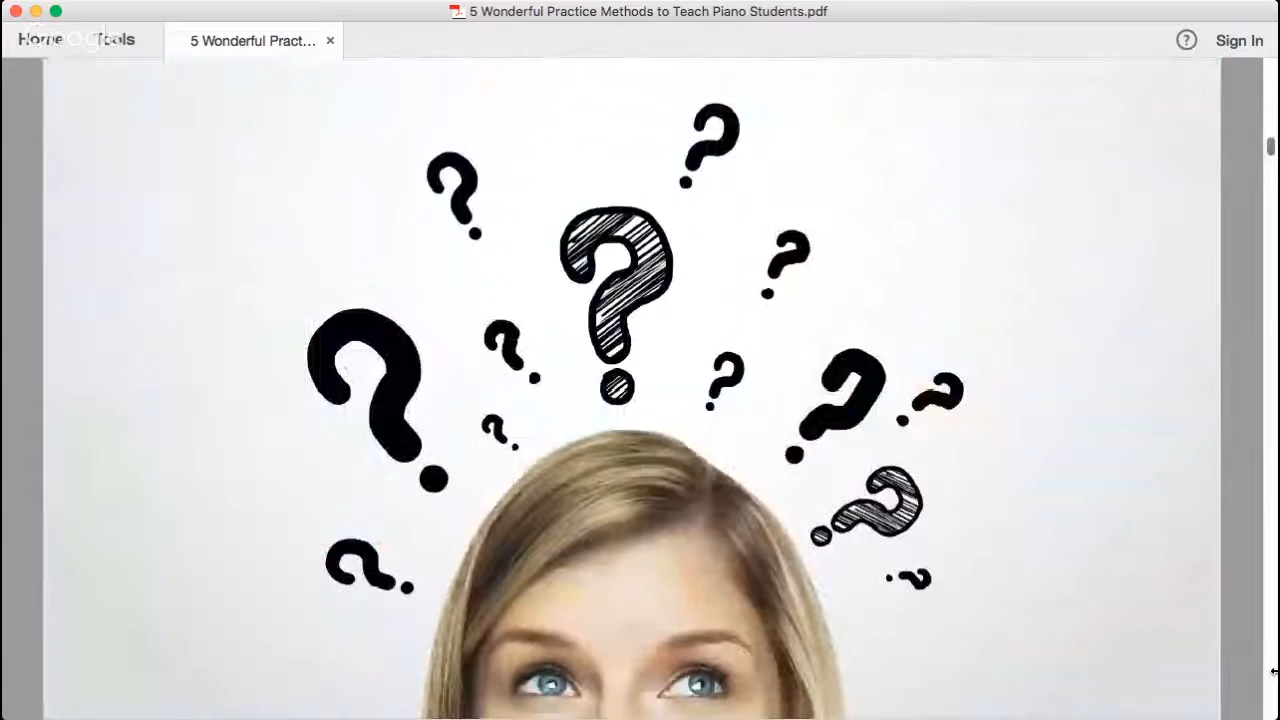 5 Wonderful Practice Methods to Teach Piano Students.pdf
Home Tools 5 Wonderful Pract... × ? Sign In
? ? ? ? ? ? ? ? ? ? ? ? ?